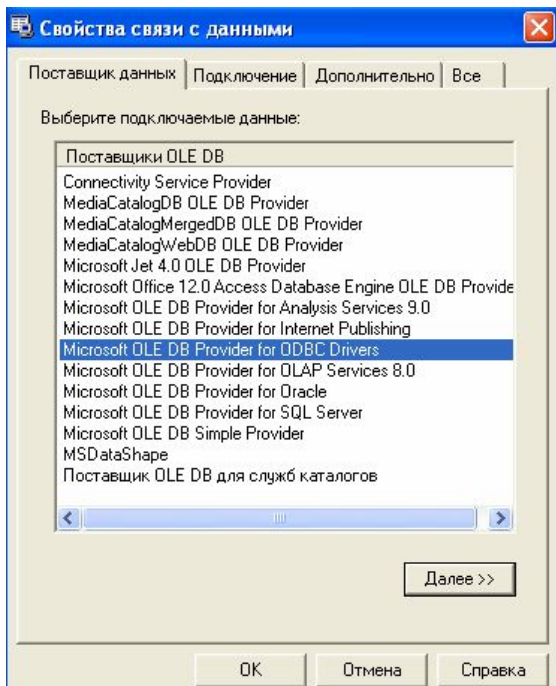 Свойства связи с данными
Поставщик данных Подключение Дополнительно Все
Выберите подключаемые данные:
Поставщики OLE DB
Connectivity Service Provider
MediaCatalogDB OLE DB Provider
MediaCatalogMergedDB OLE DB Provider
MediaCatalogWebDB OLE DB Provider
Microsoft Jet 4.0 OLE DB Provider
Microsoft Office 12.0 Access Database Engine OLE DB Provide
Microsoft OLE DB Provider for Analysis Services 9.0
Microsoft OLE DB Provider for Internet Publishing
Microsoft OLE DB Provider for ODBC Drivers
Microsoft OLE DB Provider for OLAP Services 8.0
Microsoft OLE DB Provider for Oracle
Microsoft OLE DB Provider for SQL Server
Microsoft OLE DB Simple Provider
MSDataShape
Поставщик OLE DB для служб каталогов
Далее >>
OK Отмена Справка